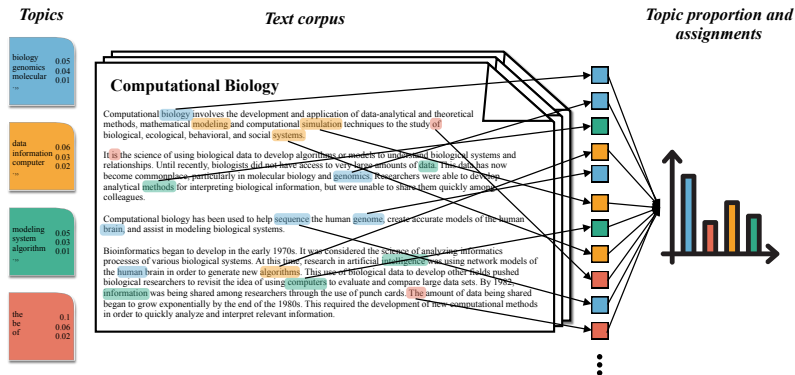 Topics
Text corpus
Topic proportion and
assignments
biology 0.05
genomics 0.04
molecular 0.01
...
data 0.06
information 0.03
computer 0.02
...
modeling 0.05
system 0.03
algorithm 0.01
...
the 0.1
be 0.06
of 0.02
Computational Biology
Computational biology involves the development and application of data-analytical and theoretical
methods, mathematical modeling and computational simulation techniques to the study of
biological, ecological, behavioral, and social systems.
It is the science of using biological data to develop algorithms or models to understand biological systems and
relationships. Until recently, biologists did not have access to very large amounts of data. This data has now
become commonplace, particularly in molecular biology and genomics. Researchers were able to develop
analytical methods for interpreting biological information, but were unable to share them quickly among
colleagues.
Computational biology has been used to help sequence the human genome, create accurate models of the human
brain, and assist in modeling biological systems.
Bioinformatics began to develop in the early 1970s. It was considered the science of analyzing informatics
processes of various biological systems. At this time, research in artificial intelligence was using network models of
the human brain in order to generate new algorithms. This use of biological data to develop other fields pushed
biological researchers to revisit the idea of using computers to evaluate and compare large data sets. By 1982,
information was being shared among researchers through the use of punch cards. The amount of data being shared
began to grow exponentially by the end of the 1980s. This required the development of new computational methods
in order to quickly analyze and interpret relevant information.